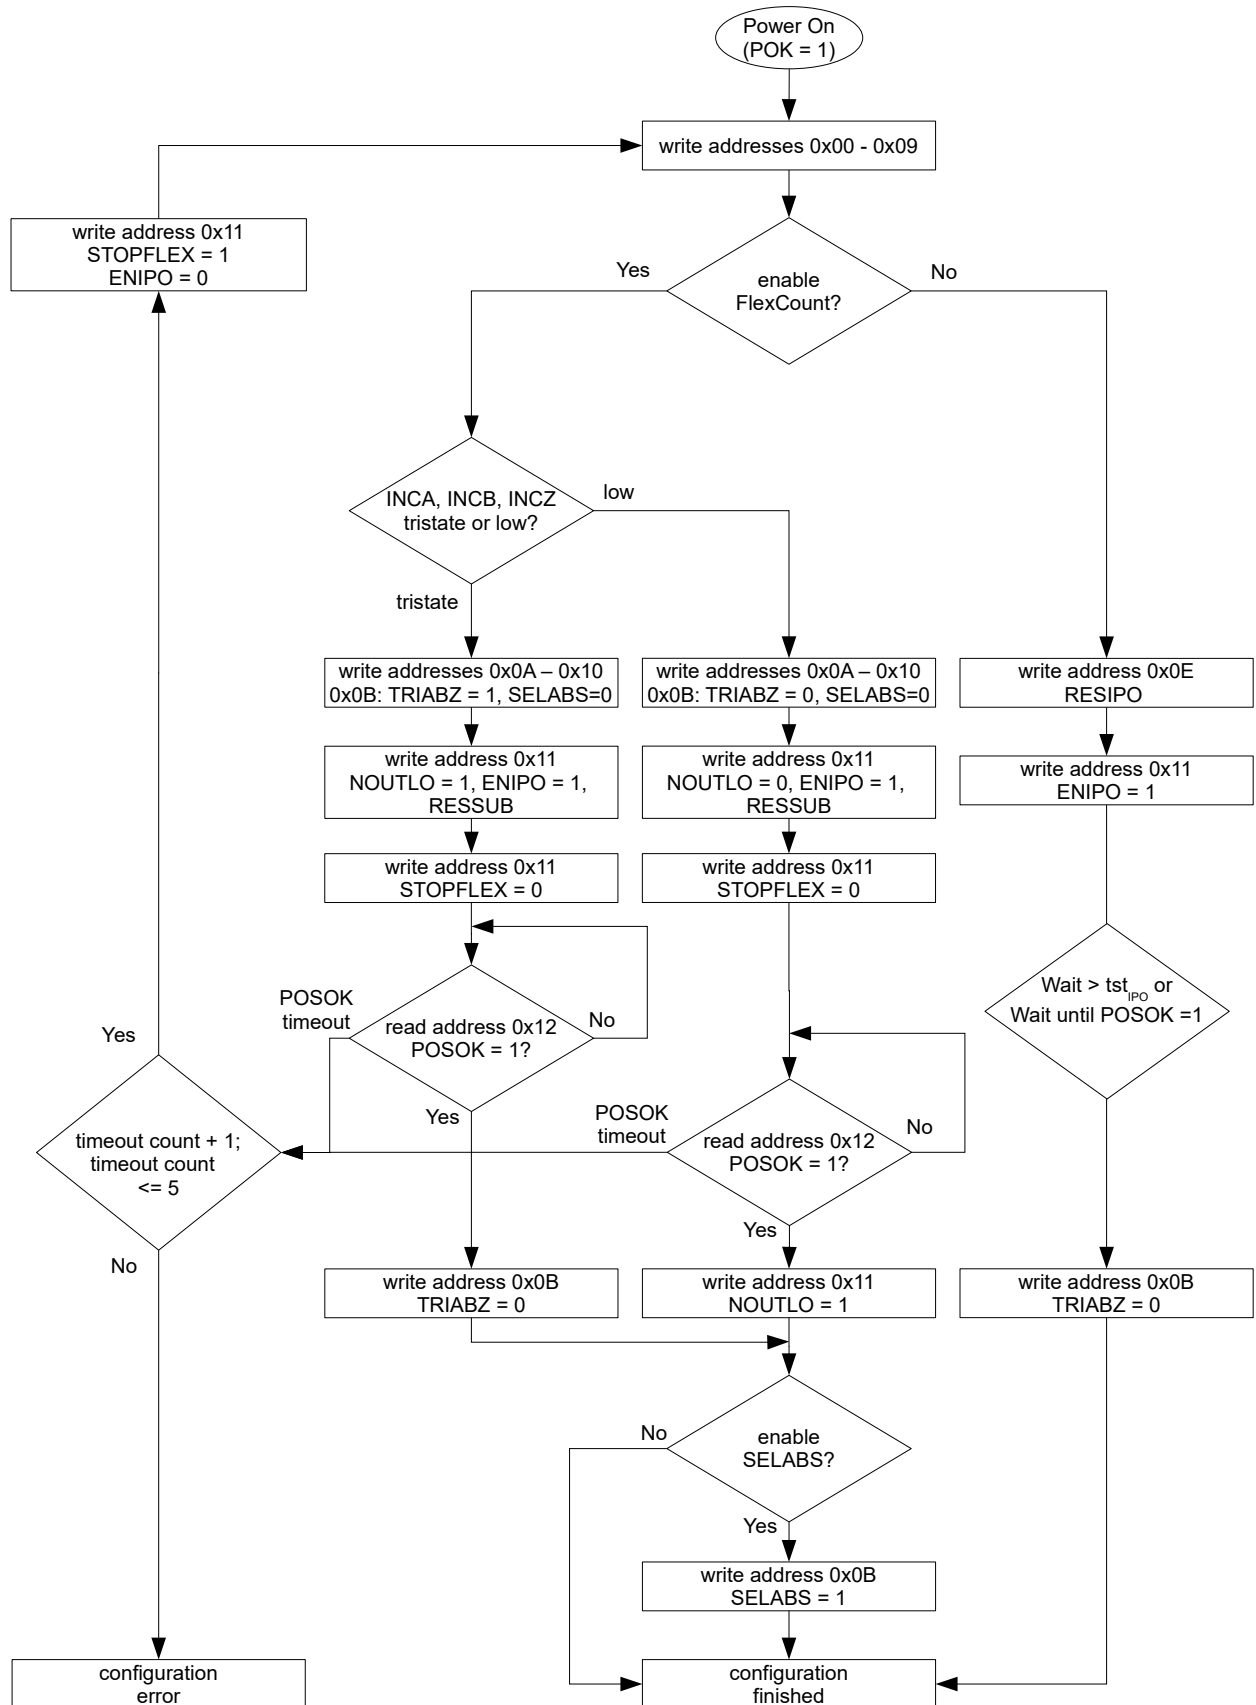 Power On
(POK = 1)
write addresses 0x00 - 0x09
write address 0x11
STOPFLEX = 1
ENIPO = 0
Yes
enable
FlexCount?
No
INCA, INCB, INCZ
tristate or low?
low
tristate
write addresses 0x0A – 0x10
0x0B: TRIABZ = 1, SELABS=0
write addresses 0x0A – 0x10
0x0B: TRIABZ = 0, SELABS=0
write address 0x0E
RESIPO
write address 0x11
NOUTLO = 1, ENIPO = 1,
RESSUB
write address 0x11
NOUTLO = 0, ENIPO = 1,
RESSUB
write address 0x11
ENIPO = 1
write address 0x11
STOPFLEX = 0
write address 0x11
STOPFLEX = 0
POSOK
timeout
read address 0x12
POSOK = 1?
No
Yes
Wait > tst IPO or
Wait until POSOK =1
Yes
timeout count + 1;
timeout count
<= 5
No
POSOK
timeout
read address 0x12
POSOK = 1?
No
Yes
write address 0x0B
TRIABZ = 0
write address 0x11
NOUTLO = 1
write address 0x0B
TRIABZ = 0
No
enable
SELABS?
Yes
write address 0x0B
SELABS = 1
configuration
error
configuration
finished